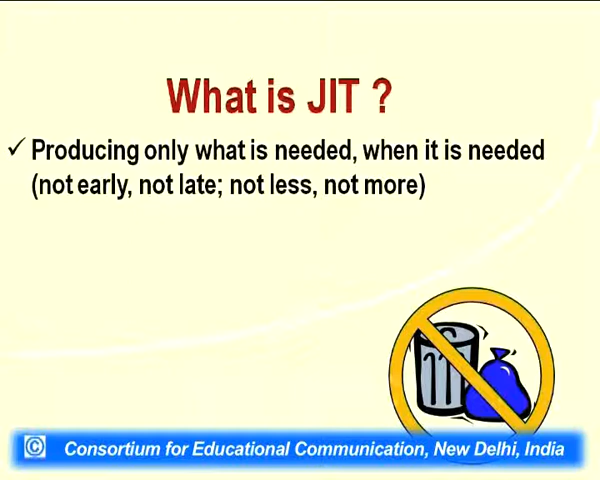 What is JIT ?
✓ Producing only what is needed, when it is needed
(not early, not late; not less, not more)
© Consortium for Educational Communication, New Delhi, India